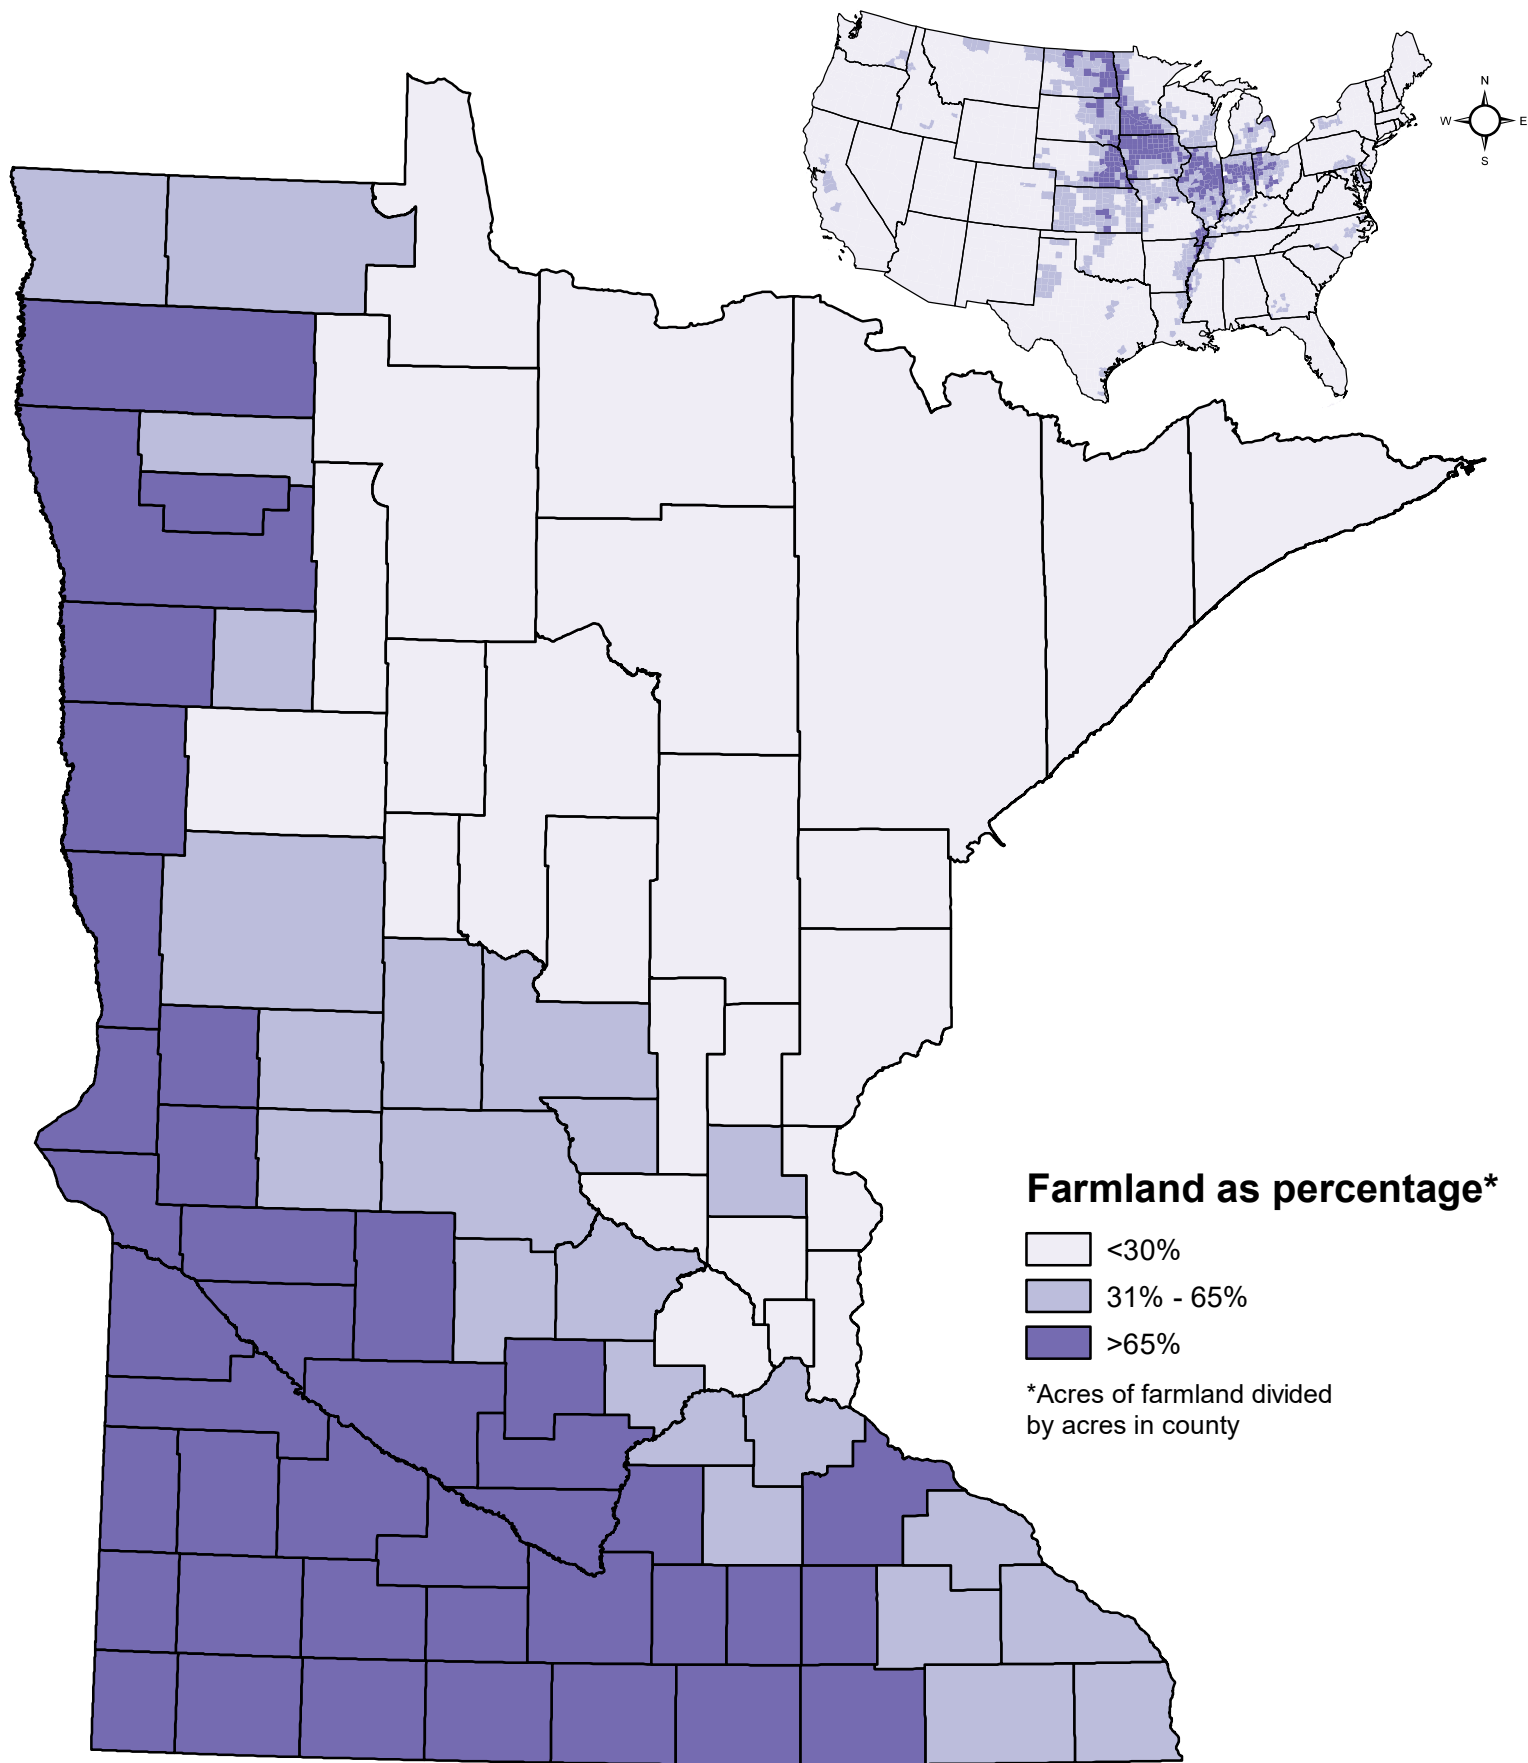 N
W E
S
Farmland as percentage*
<30%
31% - 65%
>65%
*Acres of farmland divided
by acres in county